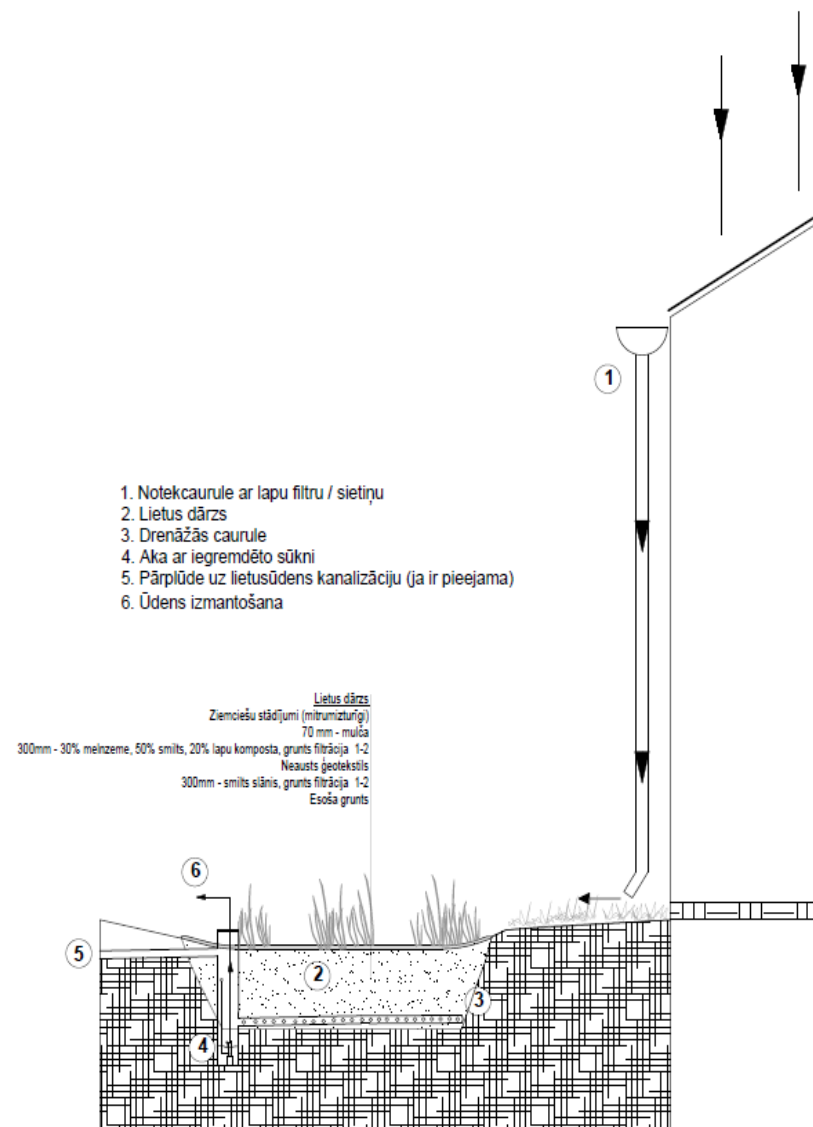 1
1. Notekcaurule ar lapu filtru / sietiņu
2. Lietus dārzs
3. Drenāžās caurule
4. Aka ar iegremdēto sūkni
5. Pārplūde uz lietusūdens kanalizāciju (ja ir pieejama)
6. Ūdens izmantošana
Lietus dārzs
Ziemciešu stādījumi (mitrumizturīgi)
70 mm - mulča
300mm - 30% melnzeme, 50% smilts, 20% lapu komposta, grunts filtrācija 1-2
Neausts ģeotekstils
300mm - smilts slānis, grunts filtrācija 1-2
Esoša grunts
6
5
2
3
4